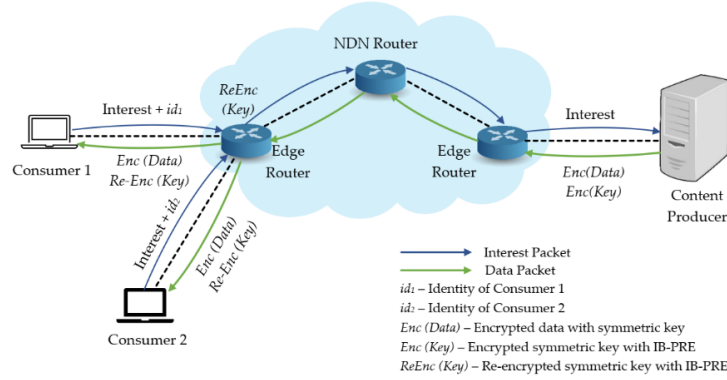 NDN Router
ReEnc
(Key)
Interest + id₁
Interest
Consumer 1
Enc (Data)
Re-Enc (Key)
Edge
Router
Edge
Router
Enc(Data)
Enc(Key)
Content
Producer
Interest + id₂
Enc (Data)
Re-Enc (Key)
Consumer 2
Interest Packet
Data Packet
id₁ – Identity of Consumer 1
id₂ – Identity of Consumer 2
Enc (Data) – Encrypted data with symmetric key
Enc (Key) – Encrypted symmetric key with IB-PRE
ReEnc (Key) – Re-encrypted symmetric key with IB-PRE